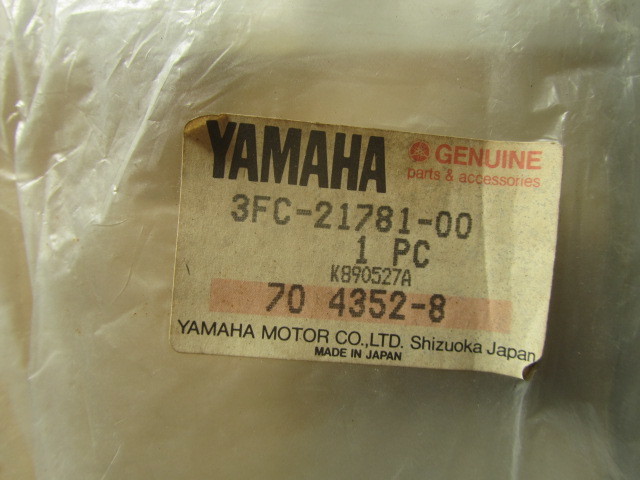 YAMAHA GENUINE
parts & accessories
3FC-21781-00
1 PC
K890527A
70 4352-8
YAMAHA MOTOR CO.,LTD. Shizuoka Japan
MADE IN JAPAN